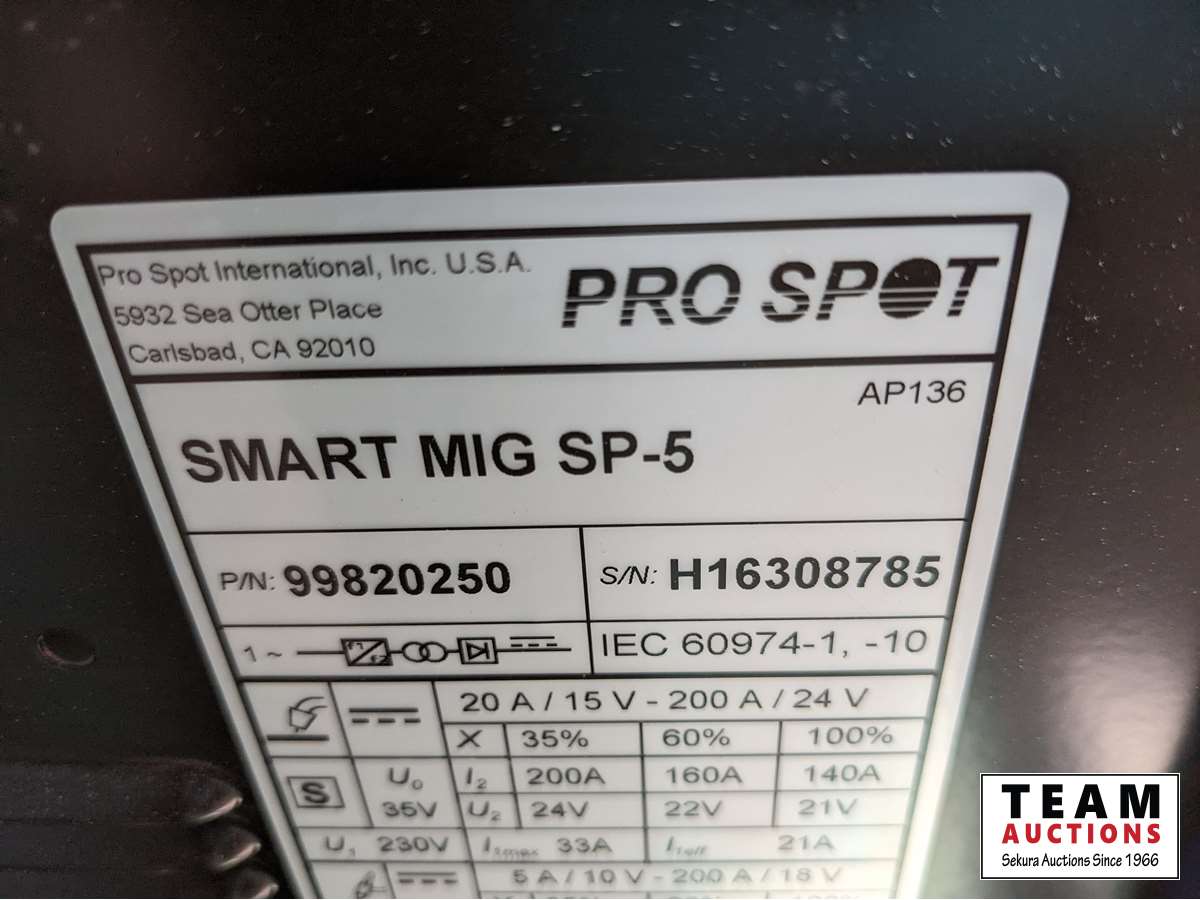 Pro Spot International, Inc. U.S.A.
5932 Sea Otter Place
Carlsbad, CA 92010
PRO SPOT
AP136
SMART MIG SP-5
P/N: 99820250
S/N: H16308785
1 ~ f1 f2
IEC 60974-1, -10
20 A / 15 V - 200 A / 24 V
X 35% 60% 100%
S
U0 35V
I2 200A 160A 140A
U2 24V 22V 21V
U1 230V I1max 33A I1eff 21A
5 A / 10 V - 200 A / 18 V
TEAM
AUCTIONS
Sekura Auctions Since 1966